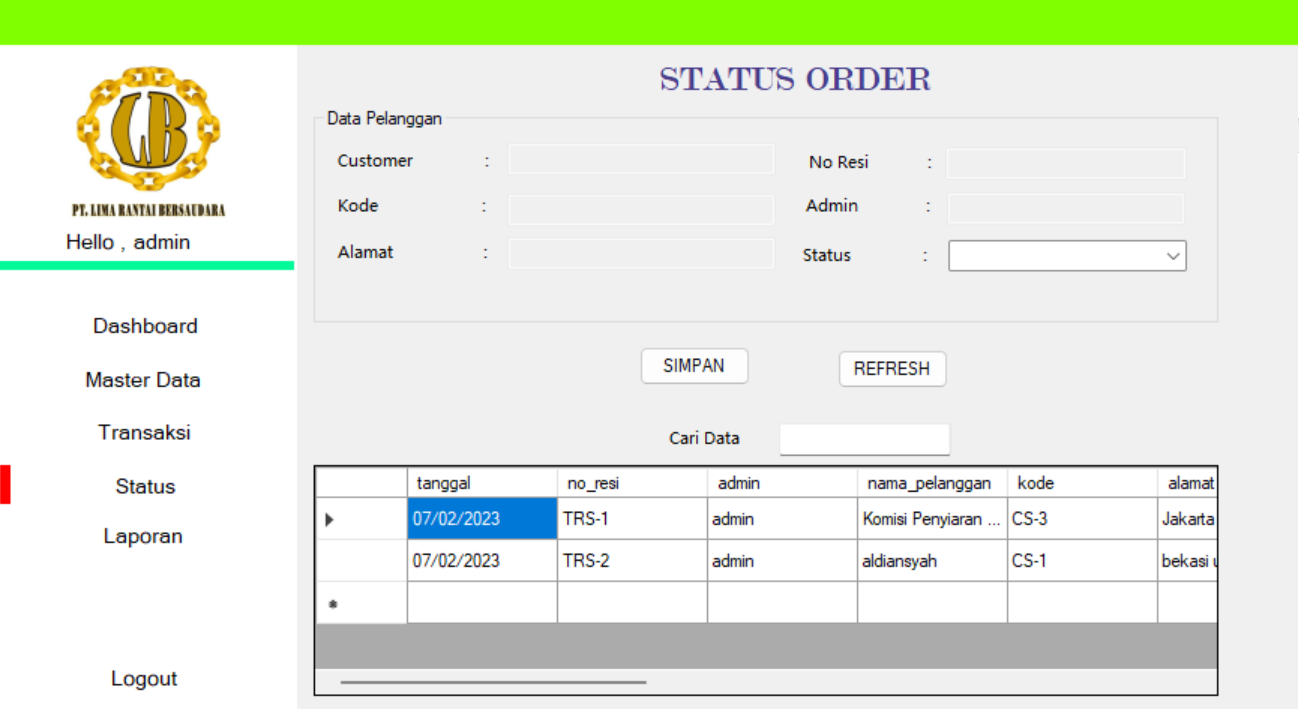 STATUS ORDER
LB
PT. LIMA RANTAI BERSAUDARA
Hello , admin
Dashboard
Master Data
Transaksi
Status
Laporan
Logout
Data Pelanggan
Customer :
No Resi :
Kode :
Admin :
Alamat :
Status :
SIMPAN REFRESH
Cari Data
tanggal no_resi admin nama_pelanggan kode alamat
07/02/2023 TRS-1 admin Komisi Penyiaran ... CS-3 Jakarta
07/02/2023 TRS-2 admin aldiansyah CS-1 bekasi